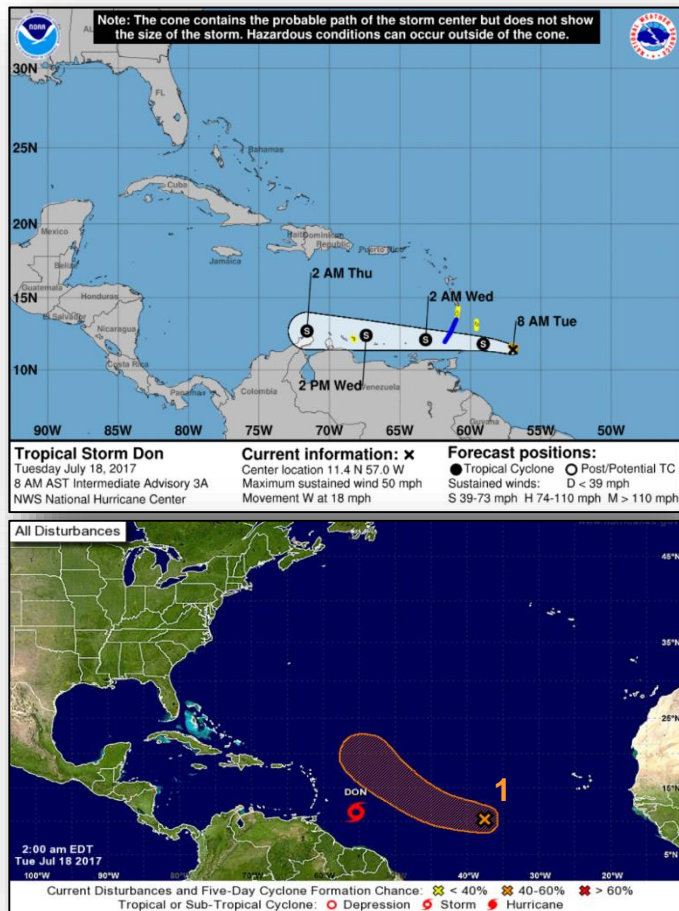 Note: The cone contains the probable path of the storm center but does not show
the size of the storm. Hazardous conditions can occur outside of the cone.
NOAA
AL
FL
30N
25N
Bahamas
Cuba
20N
Mexico
Haiti
Dominican
Republic
Puerto Rico
Jamaica
Belize
Guatemala
2 AM Thu
15N
Honduras
2 AM Wed
8 AM Tue
El Salvador
Nicaragua
S S S S
Costa Rica
2 PM Wed
10N
Panama
Venezuela
Colombia
Guyana
90W 85W 80W 75W 70W 65W 60W 55W 50W
Tropical Storm Don
Tuesday July 18, 2017
8 AM AST Intermediate Advisory 3A
NWS National Hurricane Center
Current information: ×
Center location 11.4 N 57.0 W
Maximum sustained wind 50 mph
Movement W at 18 mph
Forecast positions:
Tropical Cyclone Post/Potential TC
Sustained winds: D < 39 mph
S 39-73 mph H 74-110 mph M > 110 mph
All Disturbances
45N
35N
25N
15N
5N
1
DON
2:00 am EDT
Tue Jul 18 2017
100W 90W 80W 70W 60W 50W 40W 30W 20W
Current Disturbances and Five-Day Cyclone Formation Chance: < 40% 40-60% > 60%
Tropical or Sub-Tropical Cyclone: Depression Storm Hurricane